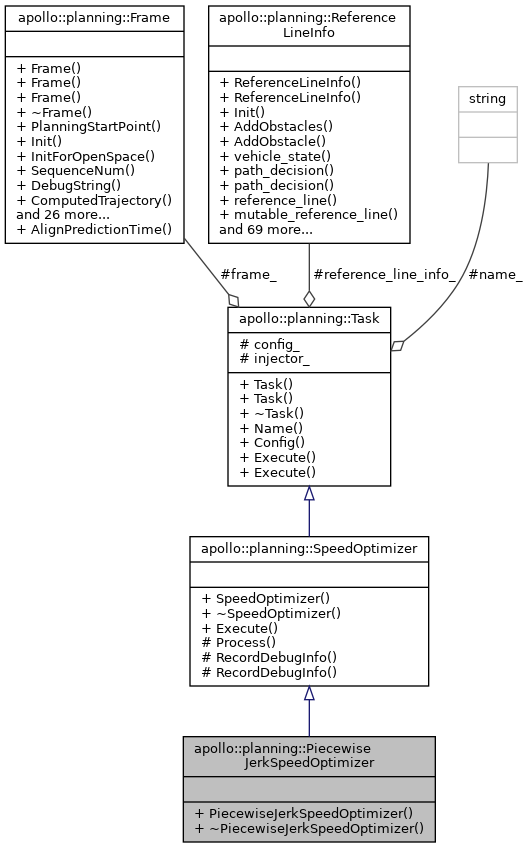 apollo::planning::Frame
+ Frame()
+ Frame()
+ Frame()
+ ~Frame()
+ PlanningStartPoint()
+ Init()
+ InitForOpenSpace()
+ SequenceNum()
+ DebugString()
+ ComputedTrajectory()
and 26 more...
+ AlignPredictionTime()
apollo::planning::Reference
LineInfo
+ ReferenceLineInfo()
+ ReferenceLineInfo()
+ Init()
+ AddObstacles()
+ AddObstacle()
+ vehicle_state()
+ path_decision()
+ path_decision()
+ reference_line()
+ mutable_reference_line()
and 69 more...
string
#frame_
#reference_line_info_
#name_
apollo::planning::Task
# config_
# injector_
+ Task()
+ Task()
+ ~Task()
+ Name()
+ Config()
+ Execute()
+ Execute()
apollo::planning::SpeedOptimizer
+ SpeedOptimizer()
+ ~SpeedOptimizer()
+ Execute()
# Process()
# RecordDebugInfo()
# RecordDebugInfo()
apollo::planning::Piecewise
JerkSpeedOptimizer
+ PiecewiseJerkSpeedOptimizer()
+ ~PiecewiseJerkSpeedOptimizer()